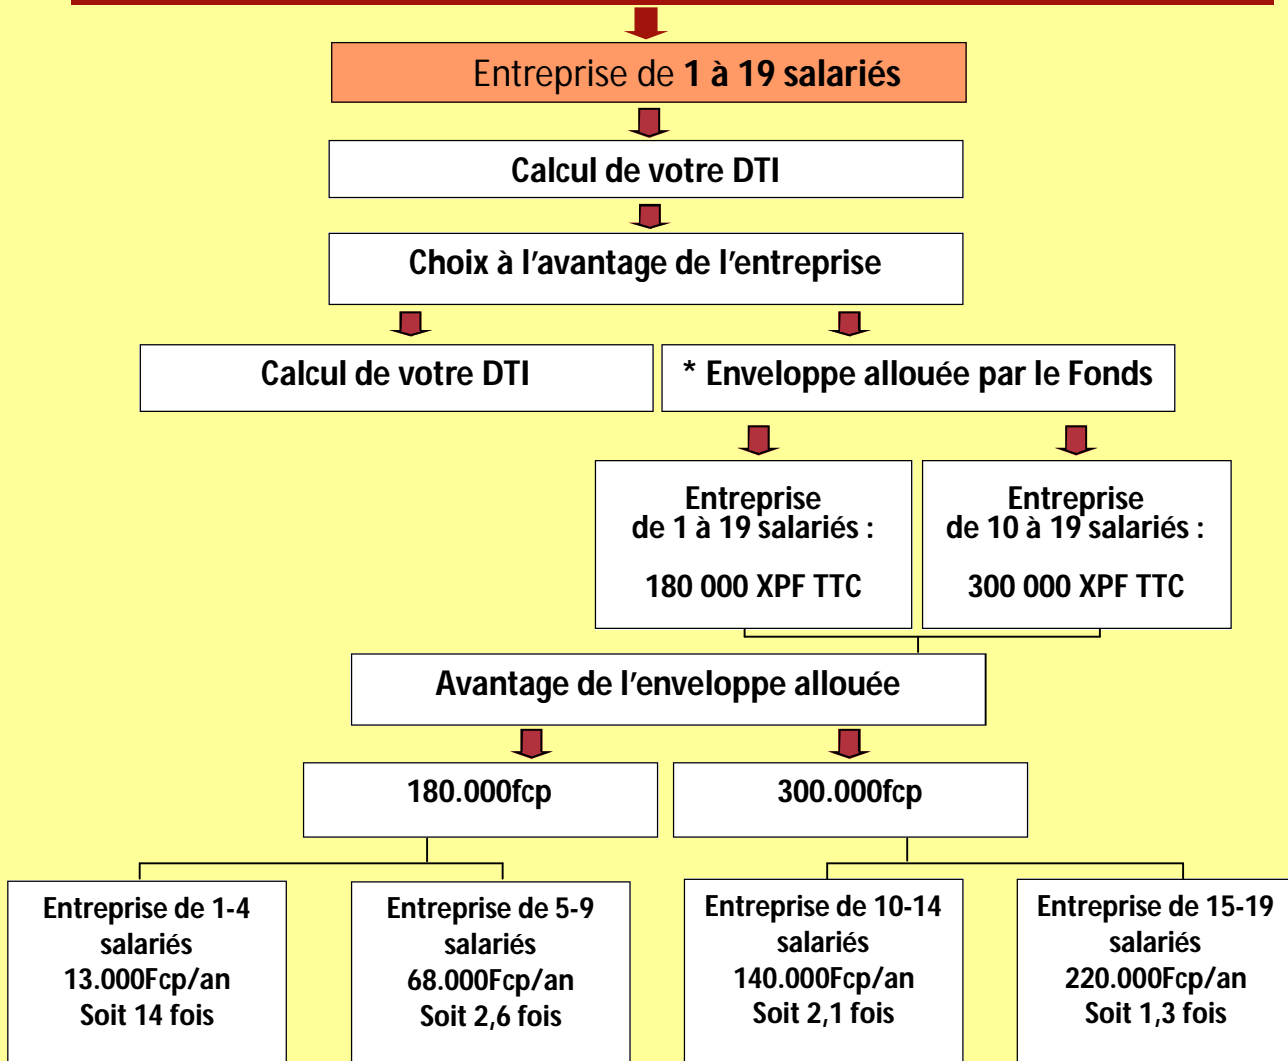 Entreprise de 1 à 19 salariés
Calcul de votre DTI
Choix à l’avantage de l’entreprise
Calcul de votre DTI
* Enveloppe allouée par le Fonds
Entreprise
de 1 à 19 salariés :
180 000 XPF TTC
Entreprise
de 10 à 19 salariés :
300 000 XPF TTC
Avantage de l’enveloppe allouée
180.000fcp
300.000fcp
Entreprise de 1-4
salariés
13.000Fcp/an
Soit 14 fois
Entreprise de 5-9
salariés
68.000Fcp/an
Soit 2,6 fois
Entreprise de 10-14
salariés
140.000Fcp/an
Soit 2,1 fois
Entreprise de 15-19
salariés
220.000Fcp/an
Soit 1,3 fois